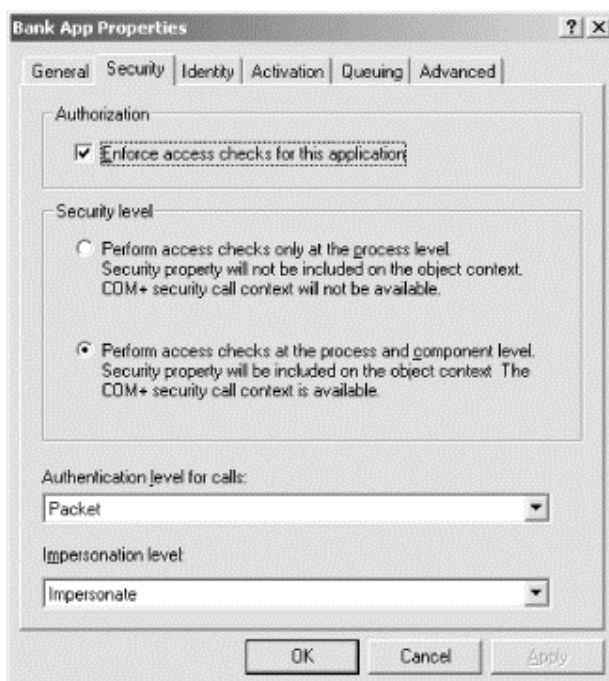 Bank App Properties
General Security Identity Activation Queuing Advanced
Authorization
Enforce access checks for this application
Security level
Perform access checks only at the process level.
Security property will not be included on the object context.
COM+ security call context will not be available.
Perform access checks at the process and component level.
Security property will be included on the object context The
COM+ security call context is available.
Authentication level for calls:
Packet
Impersonation level:
Impersonate
OK Cancel Apply